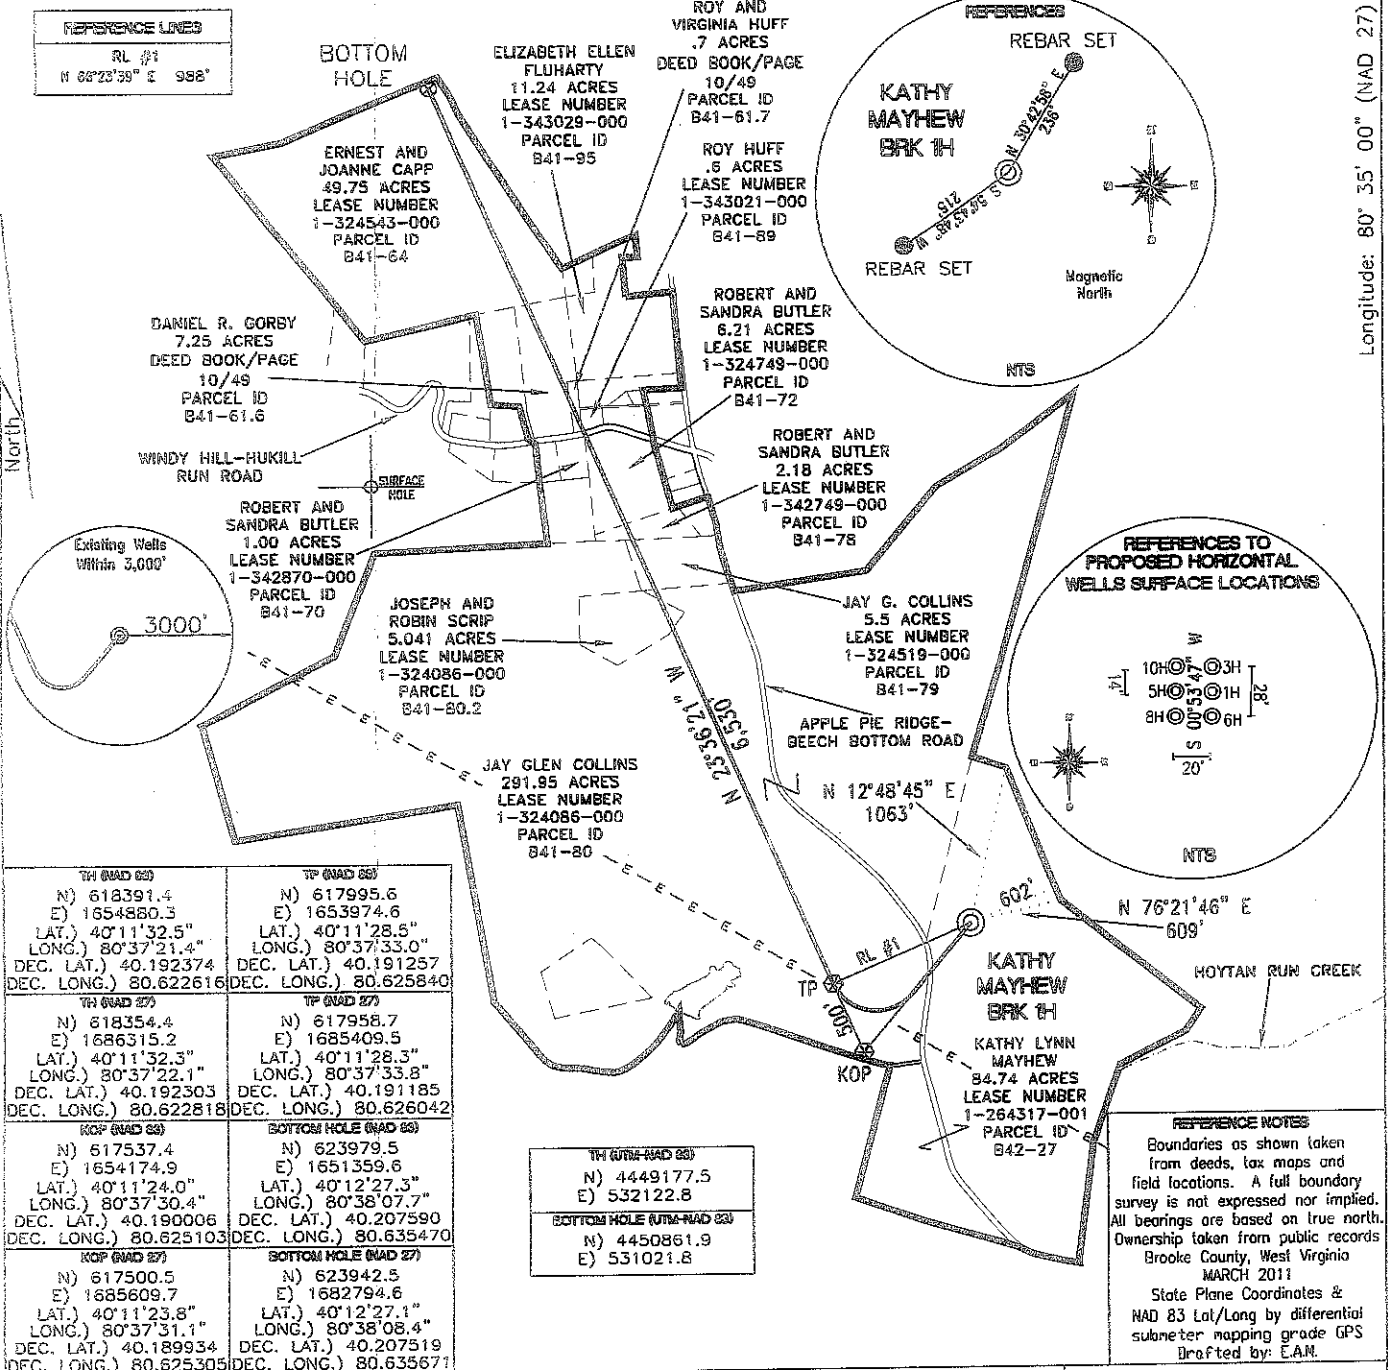 REFERENCE LINES
RL #1
N 66°23'39" E 988'
BOTTOM
HOLE
ELIZABETH ELLEN
FLUHARTY
11.24 ACRES
LEASE NUMBER
1-343029-000
PARCEL ID
B41-95
ROY AND
VIRGINIA HUFF
.7 ACRES
DEED BOOK/PAGE
10/49
PARCEL ID
B41-61.7
ROY HUFF
.6 ACRES
LEASE NUMBER
1-343021-000
PARCEL ID
B41-89
REFERENCES
REBAR SET
KATHY
MAYHEW
BRK 1H
N 30°42'58" E
236'
S 54°43'48" W
215'
REBAR SET
Magnetic
North
NTS
Longitude: 80° 35' 00" (NAD 27)
ERNEST AND
JOANNE CAPP
49.75 ACRES
LEASE NUMBER
1-324543-000
PARCEL ID
B41-64
DANIEL R. GORBY
7.25 ACRES
DEED BOOK/PAGE
10/49
PARCEL ID
B41-61.6
ROBERT AND
SANDRA BUTLER
6.21 ACRES
LEASE NUMBER
1-324749-000
PARCEL ID
B41-72
North
WINDY HILL-HUKILL
RUN ROAD
SURFACE
HOLE
ROBERT AND
SANDRA BUTLER
2.18 ACRES
LEASE NUMBER
1-342749-000
PARCEL ID
B41-78
ROBERT AND
SANDRA BUTLER
1.00 ACRES
LEASE NUMBER
1-342870-000
PARCEL ID
B41-70
Existing Wells
Within 3,000'
3000'
REFERENCES TO
PROPOSED HORIZONTAL
WELLS SURFACE LOCATIONS
10H 3H
5H 1H
8H 6H
S 00°53'47" W
14'
28'
20'
NTS
JOSEPH AND
ROBIN SCRIP
5.041 ACRES
LEASE NUMBER
1-324086-000
PARCEL ID
B41-80.2
JAY G. COLLINS
5.5 ACRES
LEASE NUMBER
1-324519-000
PARCEL ID
B41-79
N 23°36'21" W
6,530'
APPLE PIE RIDGE-
BEECH BOTTOM ROAD
JAY GLEN COLLINS
291.95 ACRES
LEASE NUMBER
1-324086-000
PARCEL ID
B41-80
E E E E E E E E E E E E E E E E
N 12°48'45" E
1063'
602'
N 76°21'46" E
609'
RL #1
TP
500'
KOP
KATHY
MAYHEW
BRK 1H
HOYTAN RUN CREEK
KATHY LYNN
MAYHEW
84.74 ACRES
LEASE NUMBER
1-264317-001
PARCEL ID
B42-27
TH (NAD 83)
N) 618391.4
E) 1654880.3
LAT.) 40°11'32.5"
LONG.) 80°37'21.4"
DEC. LAT.) 40.192374
DEC. LONG.) 80.622616
TP (NAD 83)
N) 617995.6
E) 1653974.6
LAT.) 40°11'28.5"
LONG.) 80°37'33.0"
DEC. LAT.) 40.191257
DEC. LONG.) 80.625840
TH (NAD 27)
N) 618354.4
E) 1686315.2
LAT.) 40°11'32.3"
LONG.) 80°37'22.1"
DEC. LAT.) 40.192303
DEC. LONG.) 80.622818
TP (NAD 27)
N) 617958.7
E) 1685409.5
LAT.) 40°11'28.3"
LONG.) 80°37'33.8"
DEC. LAT.) 40.191185
DEC. LONG.) 80.626042
KOP (NAD 83)
N) 617537.4
E) 1654174.9
LAT.) 40°11'24.0"
LONG.) 80°37'30.4"
DEC. LAT.) 40.190006
DEC. LONG.) 80.625103
BOTTOM HOLE (NAD 83)
N) 623979.5
E) 1651359.6
LAT.) 40°12'27.3"
LONG.) 80°38'07.7"
DEC. LAT.) 40.207590
DEC. LONG.) 80.635470
KOP (NAD 27)
N) 617500.5
E) 1685609.7
LAT.) 40°11'23.8"
LONG.) 80°37'31.1"
DEC. LAT.) 40.189934
DEC. LONG.) 80.625305
BOTTOM HOLE (NAD 27)
N) 623942.5
E) 1682794.6
LAT.) 40°12'27.1"
LONG.) 80°38'08.4"
DEC. LAT.) 40.207519
DEC. LONG.) 80.635671
TH (UTM-NAD 83)
N) 4449177.5
E) 532122.8
BOTTOM HOLE (UTM-NAD 83)
N) 4450861.9
E) 531021.8
REFERENCE NOTES
Boundaries as shown taken
from deeds, tax maps and
field locations. A full boundary
survey is not expressed nor implied.
All bearings are based on true north.
Ownership taken from public records
Brooke County, West Virginia
MARCH 2011
State Plane Coordinates &
NAD 83 Lat/Long by differential
submeter mapping grade GPS
Drafted by: E.A.M.